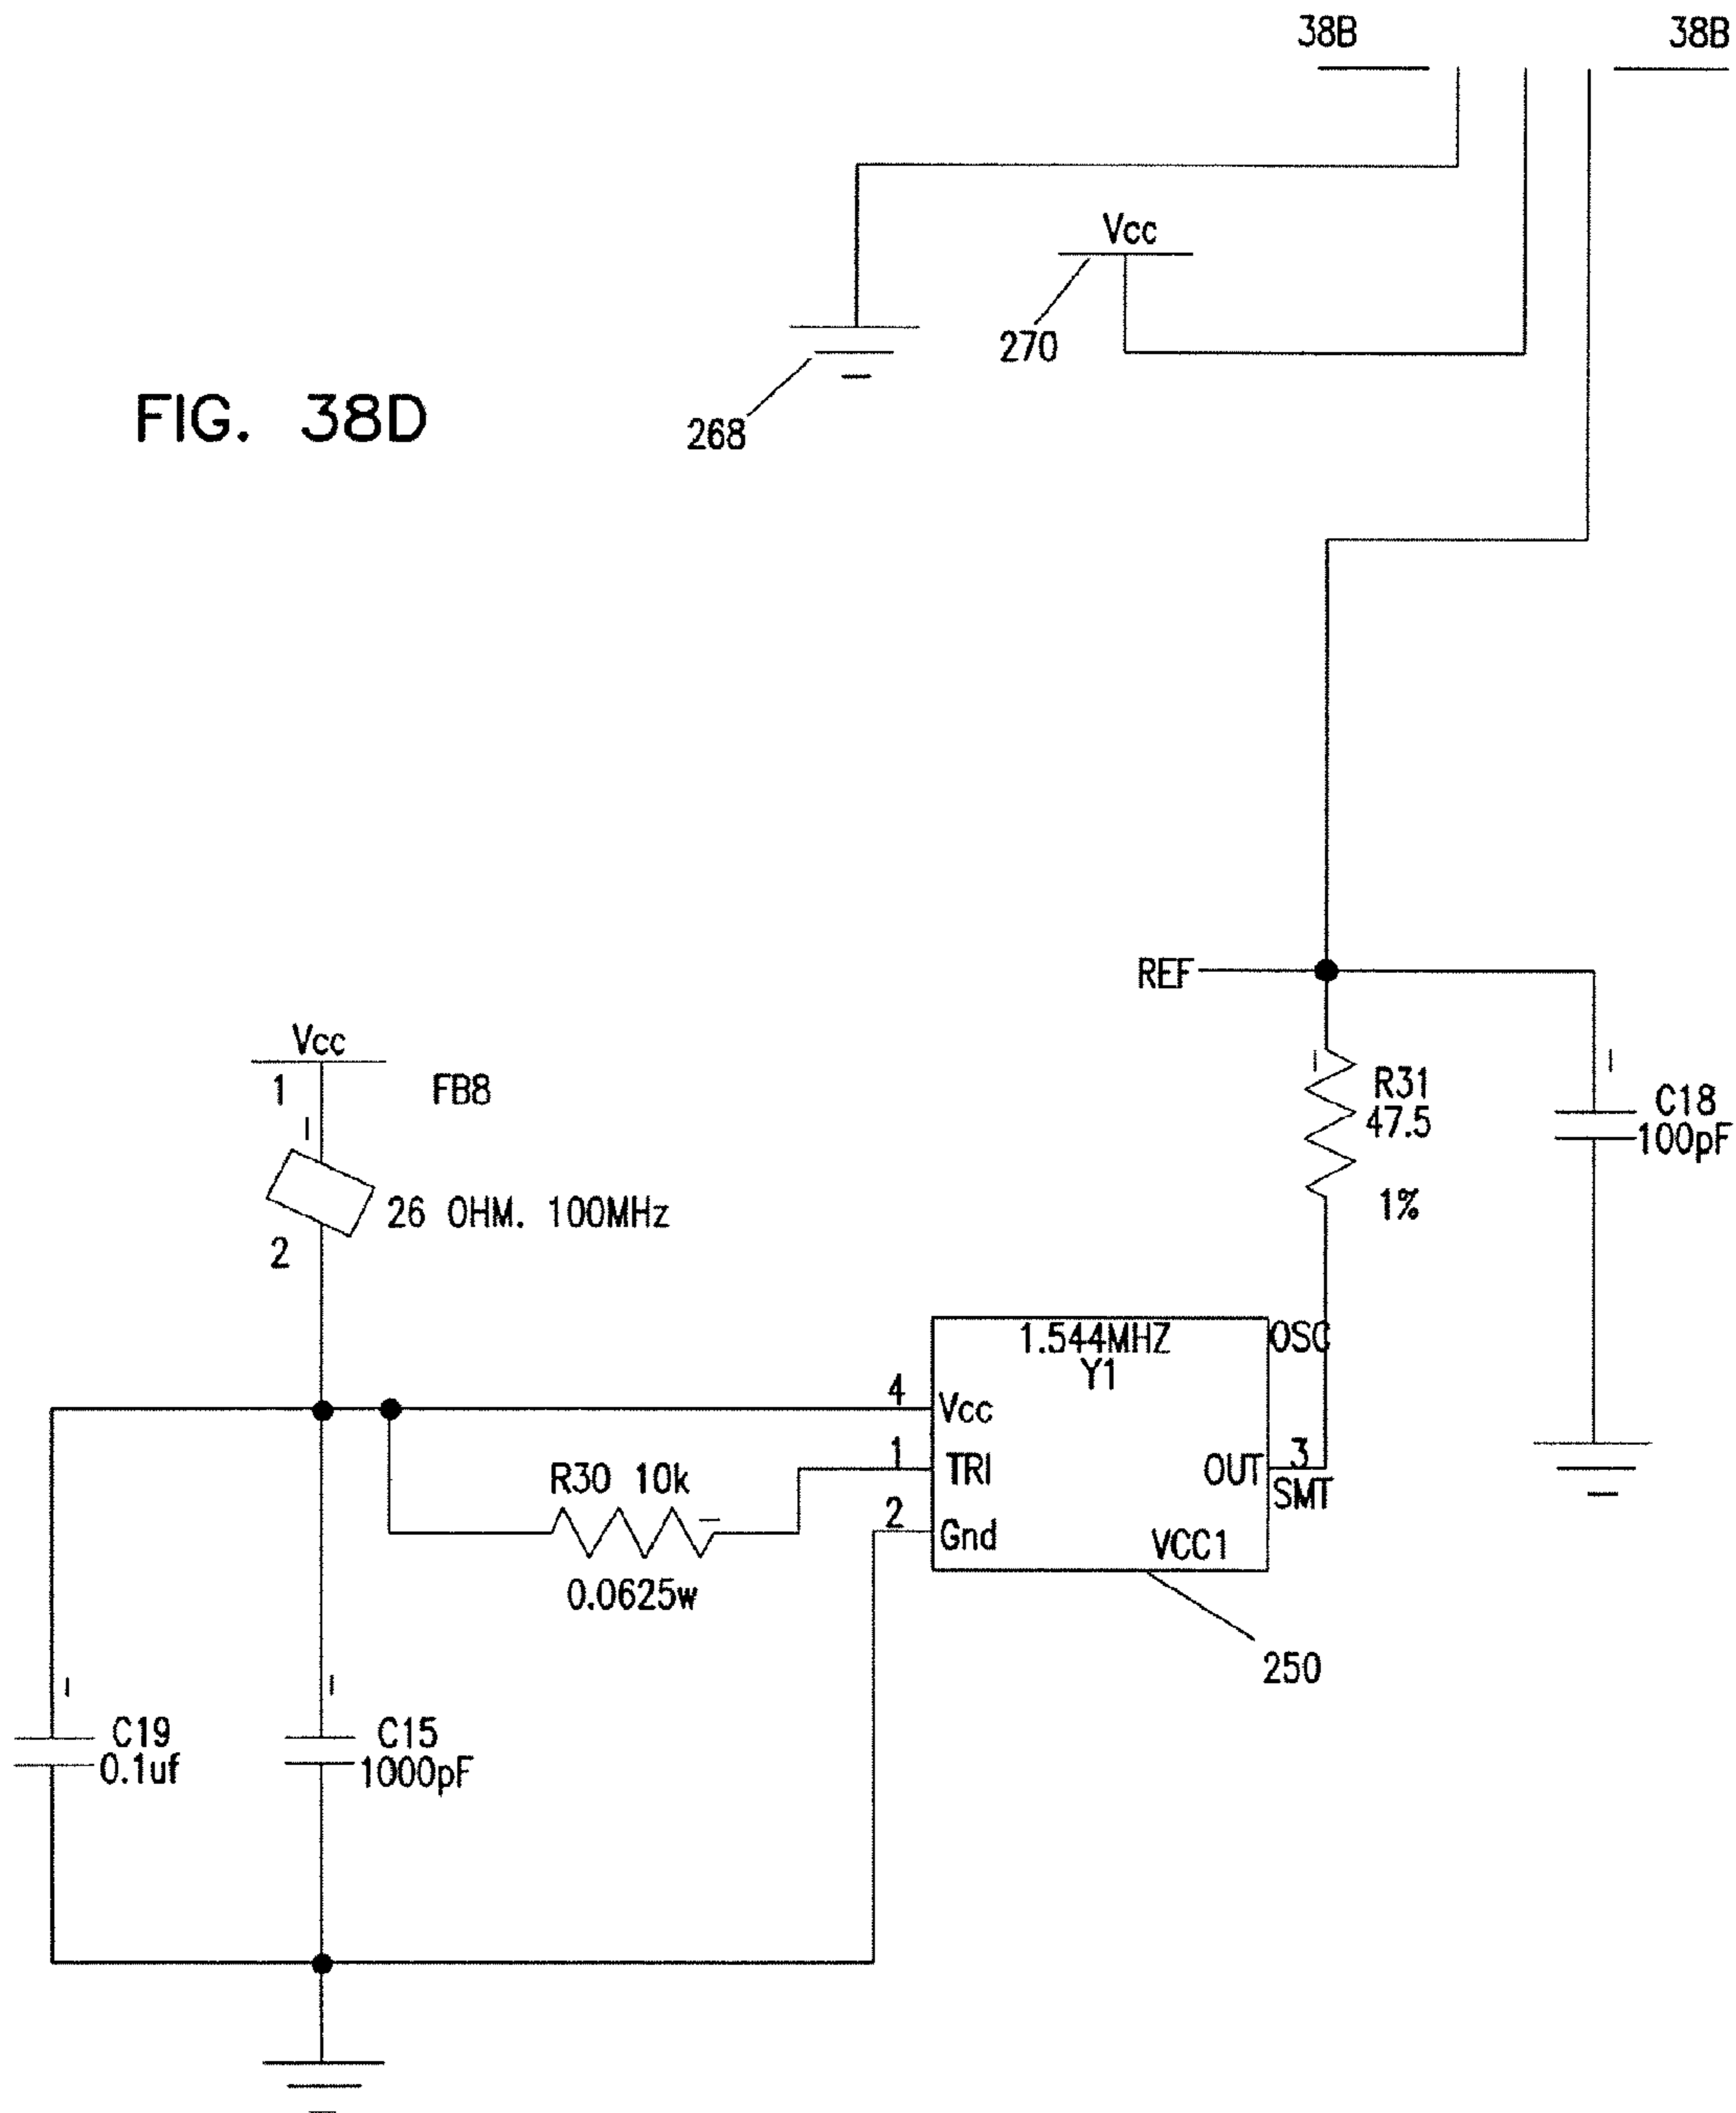 38B 38B
Vcc
270
268
FIG. 38D
REF
Vcc
1 FB8
R31
47.5
1%
C18
100pF
26 OHM. 100MHz
2
1.544MHZ OSC
Y1
4 Vcc
1 TRI
OUT 3
SMT
R30 10k
2 Gnd
VCC1
0.0625w
250
C19
0.1uf
C15
1000pF